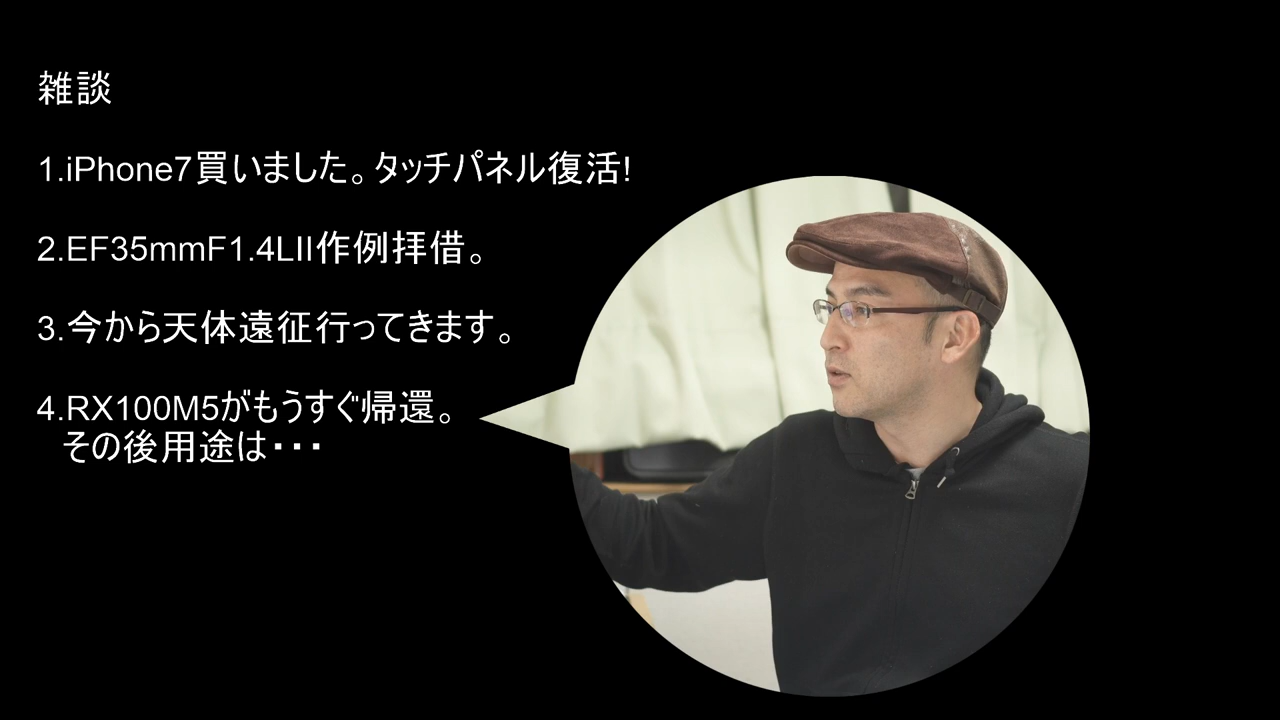 雑談
1.iPhone7買いました。タッチパネル復活!
2.EF35mmF1.4LII作例拝借。
3.今から天体遠征行ってきます。
4.RX100M5がもうすぐ帰還。
その後用途は・・・